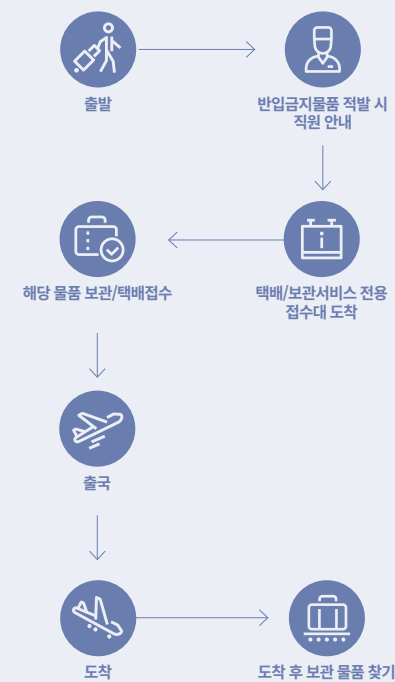 출발
반입금지물품 적발 시
직원 안내
택배/보관서비스 전용
접수대 도착
해당 물품 보관/택배접수
출국
도착
도착 후 보관 물품 찾기